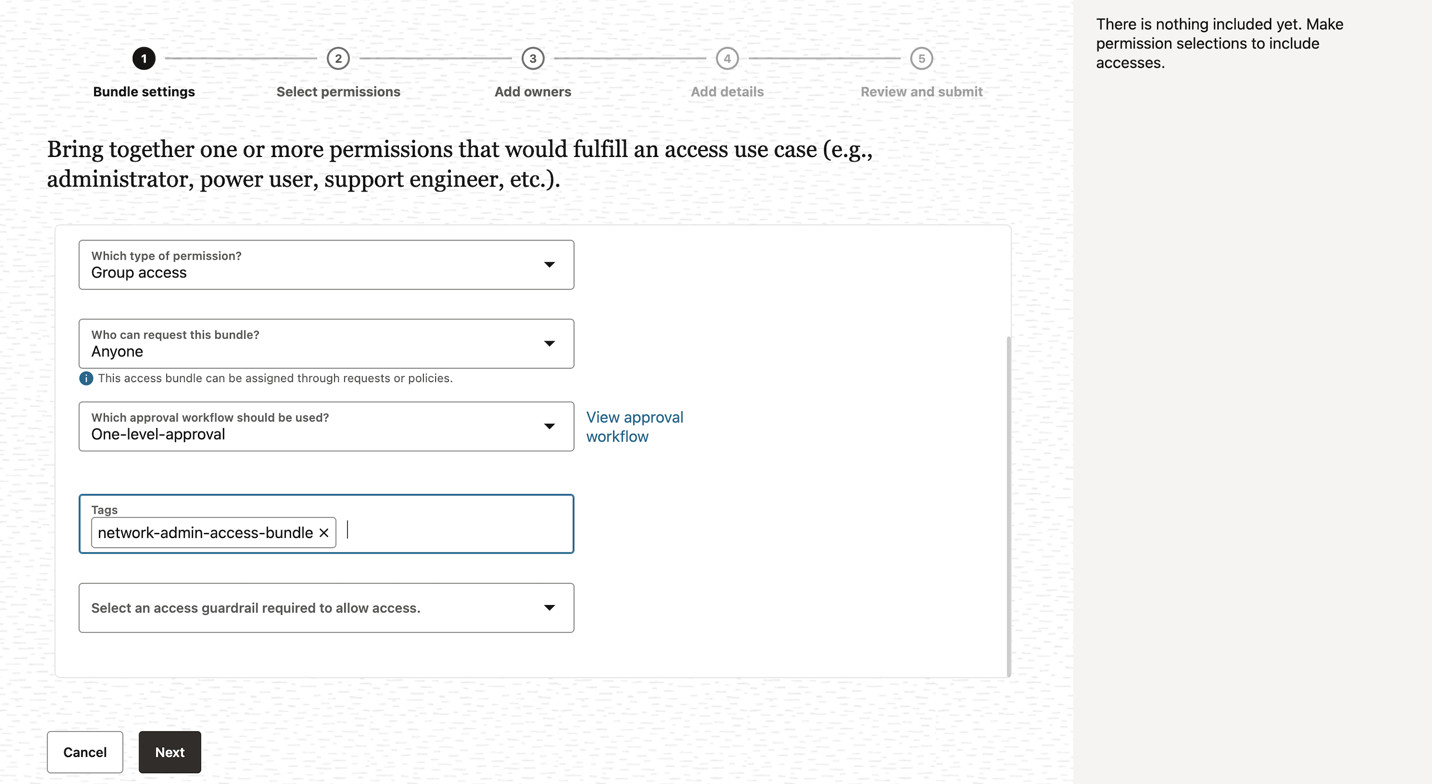 1
2
3
4
5
Bundle settings
Select permissions
Add owners
Add details
Review and submit
Bring together one or more permissions that would fulfill an access use case (e.g.,
administrator, power user, support engineer, etc.).
Which type of permission?
Group access
Who can request this bundle?
Anyone
i This access bundle can be assigned through requests or policies.
Which approval workflow should be used?
One-level-approval
View approval
workflow
Tags
network-admin-access-bundle ×
Select an access guardrail required to allow access.
Cancel
Next
There is nothing included yet. Make
permission selections to include
accesses.